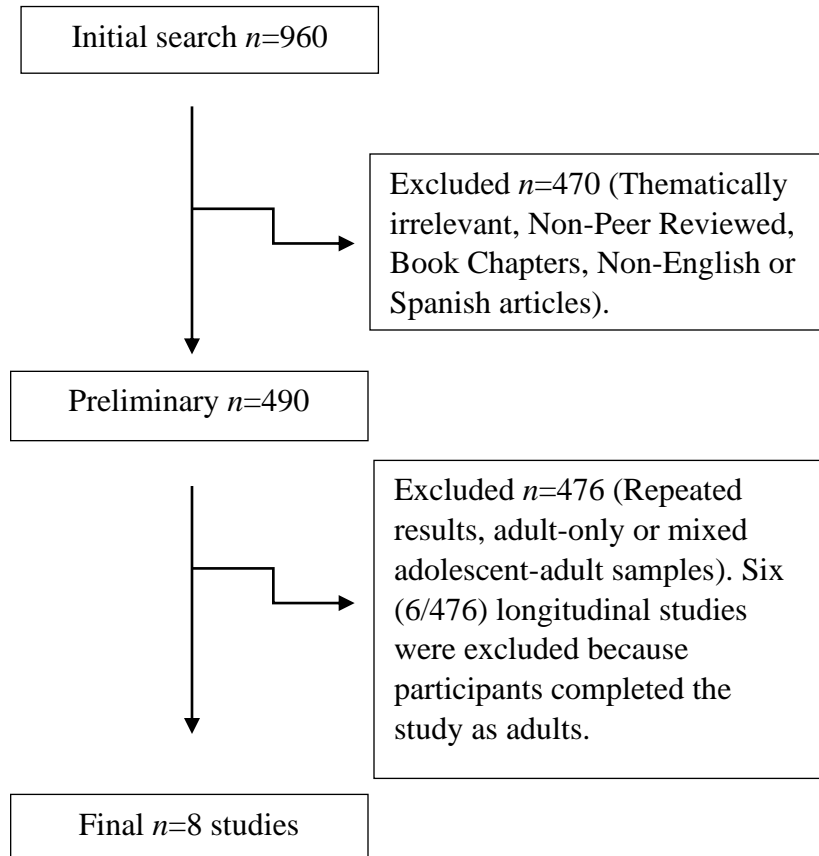 Initial search n=960
Excluded n=470 (Thematically
irrelevant, Non-Peer Reviewed,
Book Chapters, Non-English or
Spanish articles).
Preliminary n=490
Excluded n=476 (Repeated
results, adult-only or mixed
adolescent-adult samples). Six
(6/476) longitudinal studies
were excluded because
participants completed the
study as adults.
Final n=8 studies